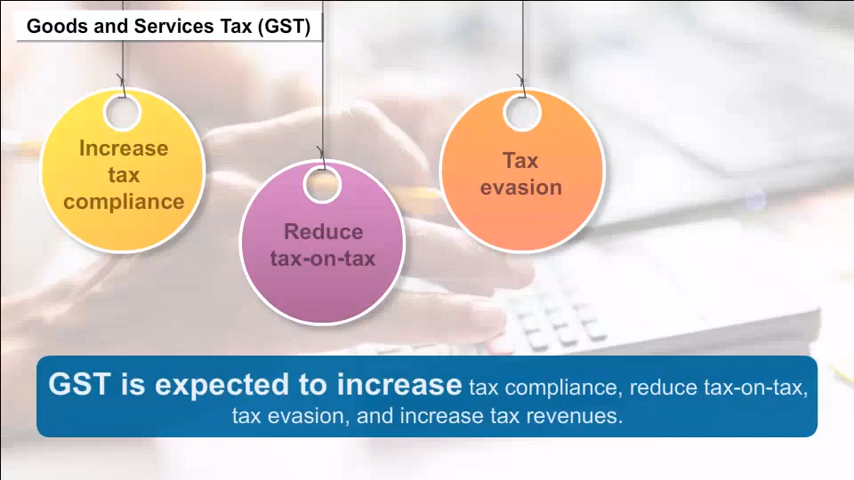 Goods and Services Tax (GST)
Increase
tax
compliance
Reduce
tax-on-tax
Tax
evasion
GST is expected to increase tax compliance, reduce tax-on-tax,
tax evasion, and increase tax revenues.